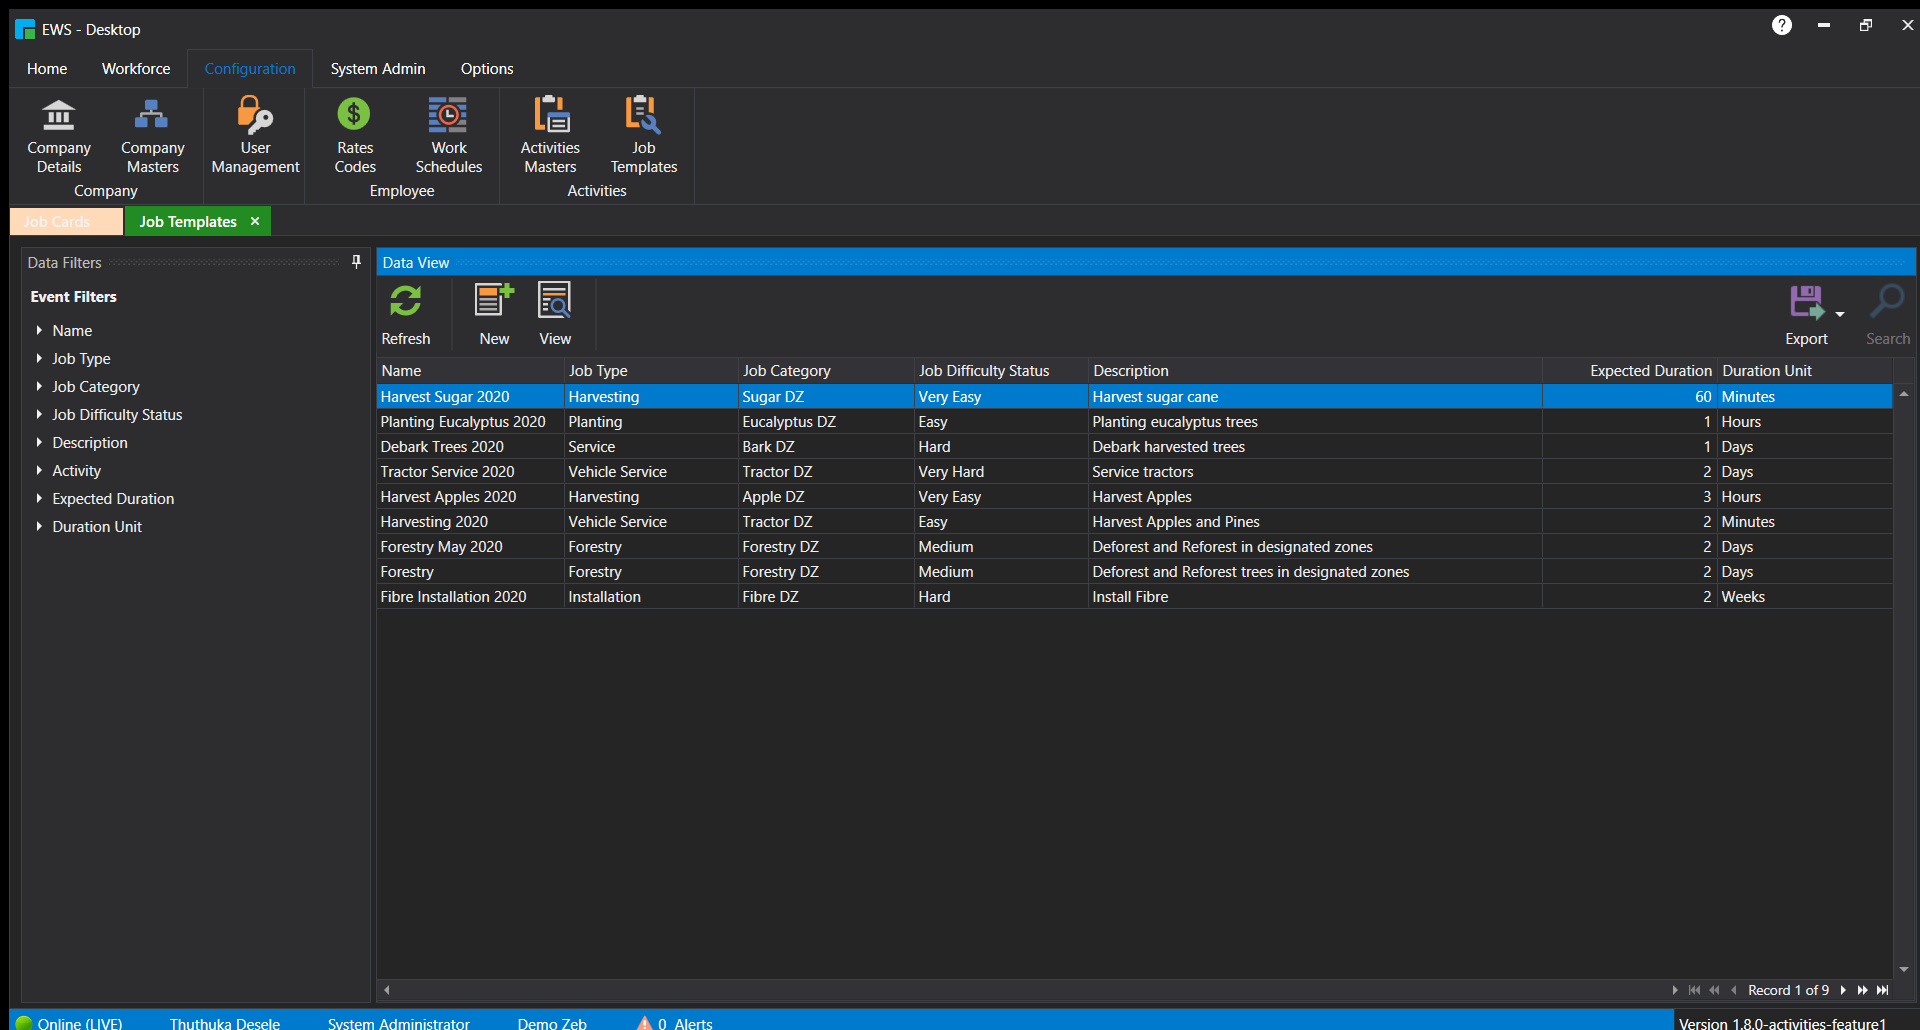 EWS - Desktop
?
Home Workforce Configuration System Admin Options
Company Details
Company Masters
User Management
Rates Codes
Work Schedules
Activities Masters
Job Templates
Company Employee Activities
Job Cards Job Templates
Data Filters
Event Filters
Name
Job Type
Job Category
Job Difficulty Status
Description
Activity
Expected Duration
Duration Unit
Data View
Refresh New View Export Search
Name Job Type Job Category Job Difficulty Status Description Expected Duration Duration Unit
Harvest Sugar 2020 Harvesting Sugar DZ Very Easy Harvest sugar cane 60 Minutes
Planting Eucalyptus 2020 Planting Eucalyptus DZ Easy Planting eucalyptus trees 1 Hours
Debark Trees 2020 Service Bark DZ Hard Debark harvested trees 1 Days
Tractor Service 2020 Vehicle Service Tractor DZ Very Hard Service tractors 2 Days
Harvest Apples 2020 Harvesting Apple DZ Very Easy Harvest Apples 3 Hours
Harvesting 2020 Vehicle Service Tractor DZ Easy Harvest Apples and Pines 2 Minutes
Forestry May 2020 Forestry Forestry DZ Medium Deforest and Reforest in designated zones 2 Days
Forestry Forestry Forestry DZ Medium Deforest and Reforest trees in designated zones 2 Days
Fibre Installation 2020 Installation Fibre DZ Hard Install Fibre 2 Weeks
Record 1 of 9
Online (LIVE) Thuthuka Desele System Administrator Demo Zeb 0 Alerts Version 1.8.0-activities-feature1